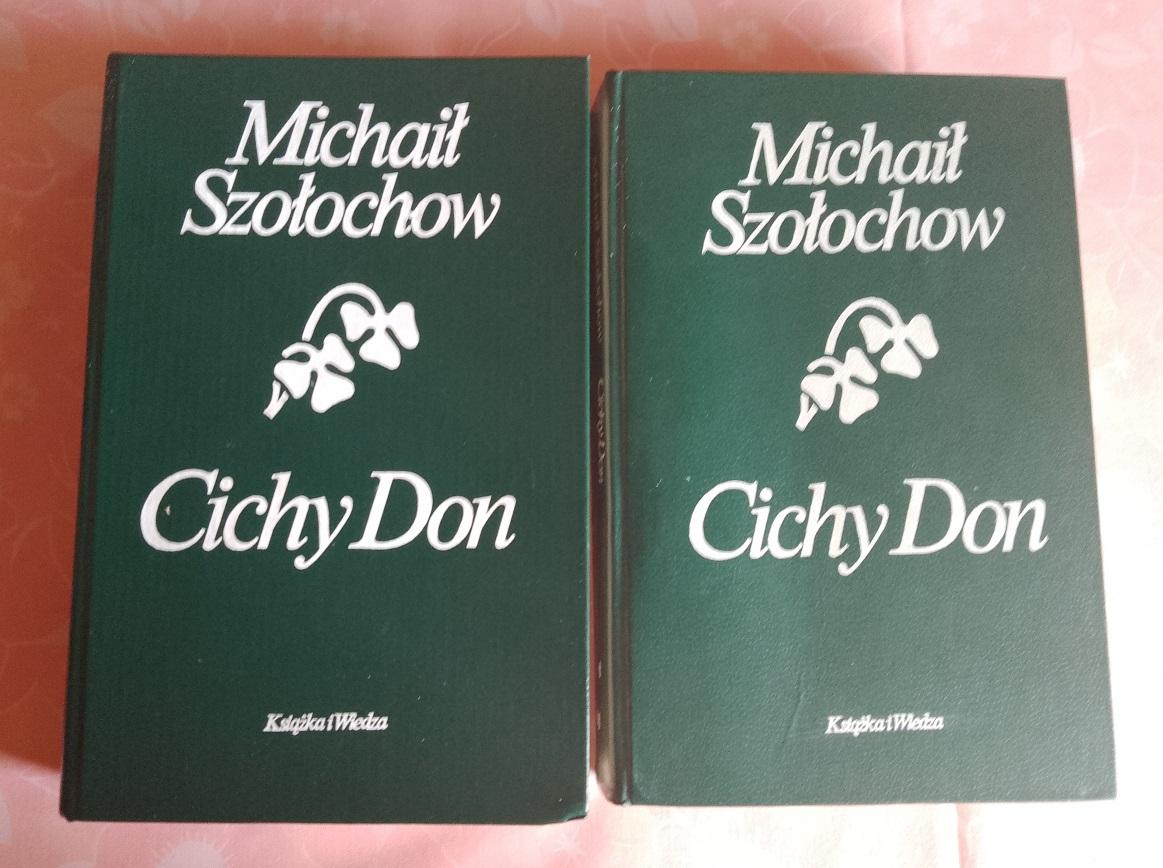 Michaił
Szołochow
Cichy Don
Książka i Wiedza
Michaił
Szołochow
Cichy Don
Książka i Wiedza